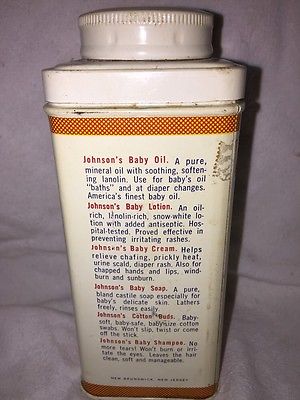 Johnson's Baby Oil. A pure,
mineral oil with soothing, soften-
ing lanolin. Use for baby's oil
"baths" and at diaper changes.
America's finest baby oil.
Johnson's Baby Lotion. An oil-
rich, lanolin-rich, snow-white lo-
tion with added antiseptic. Hos-
pital-tested. Proved effective in
preventing irritating rashes.
Johnson's Baby Cream. Helps
relieve chafing, prickly heat,
urine scald, diaper rash. Also for
chapped hands and lips, wind-
burn and sunburn.
Johnson's Baby Soap. A pure,
bland castile soap especially for
baby's delicate skin. Lathers
freely, rinses easily.
Johnson's Cotton Buds. Baby-
soft, baby-safe, baby-size cotton
swabs. Won't slip, twist or come
off the stick.
Johnson's Baby Shampoo. No
more tears! Won't burn or irri-
tate the eyes. Leaves the hair
clean, soft and manageable.
NEW BRUNSWICK, NEW JERSEY